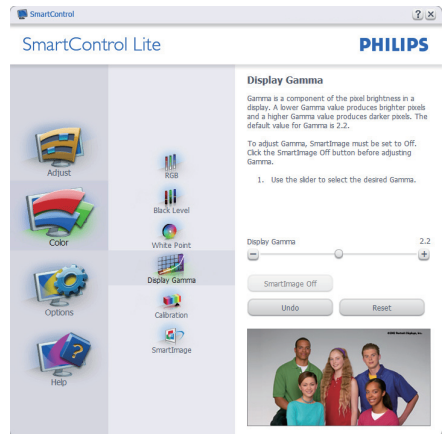 SmartControl
SmartControl Lite
PHILIPS
Adjust
Color
Options
Help
RGB
Black Level
White Point
Display Gamma
Calibration
SmartImage
Display Gamma
Gamma is a component of the pixel brightness in a
display. A lower Gamma value produces brighter pixels
and a higher Gamma value produces darker pixels. The
default value for Gamma is 2.2.
To adjust Gamma, SmartImage must be set to Off.
Click the SmartImage Off button before adjusting
Gamma.
1. Use the slider to select the desired Gamma.
Display Gamma 2.2
SmartImage Off
Undo Reset